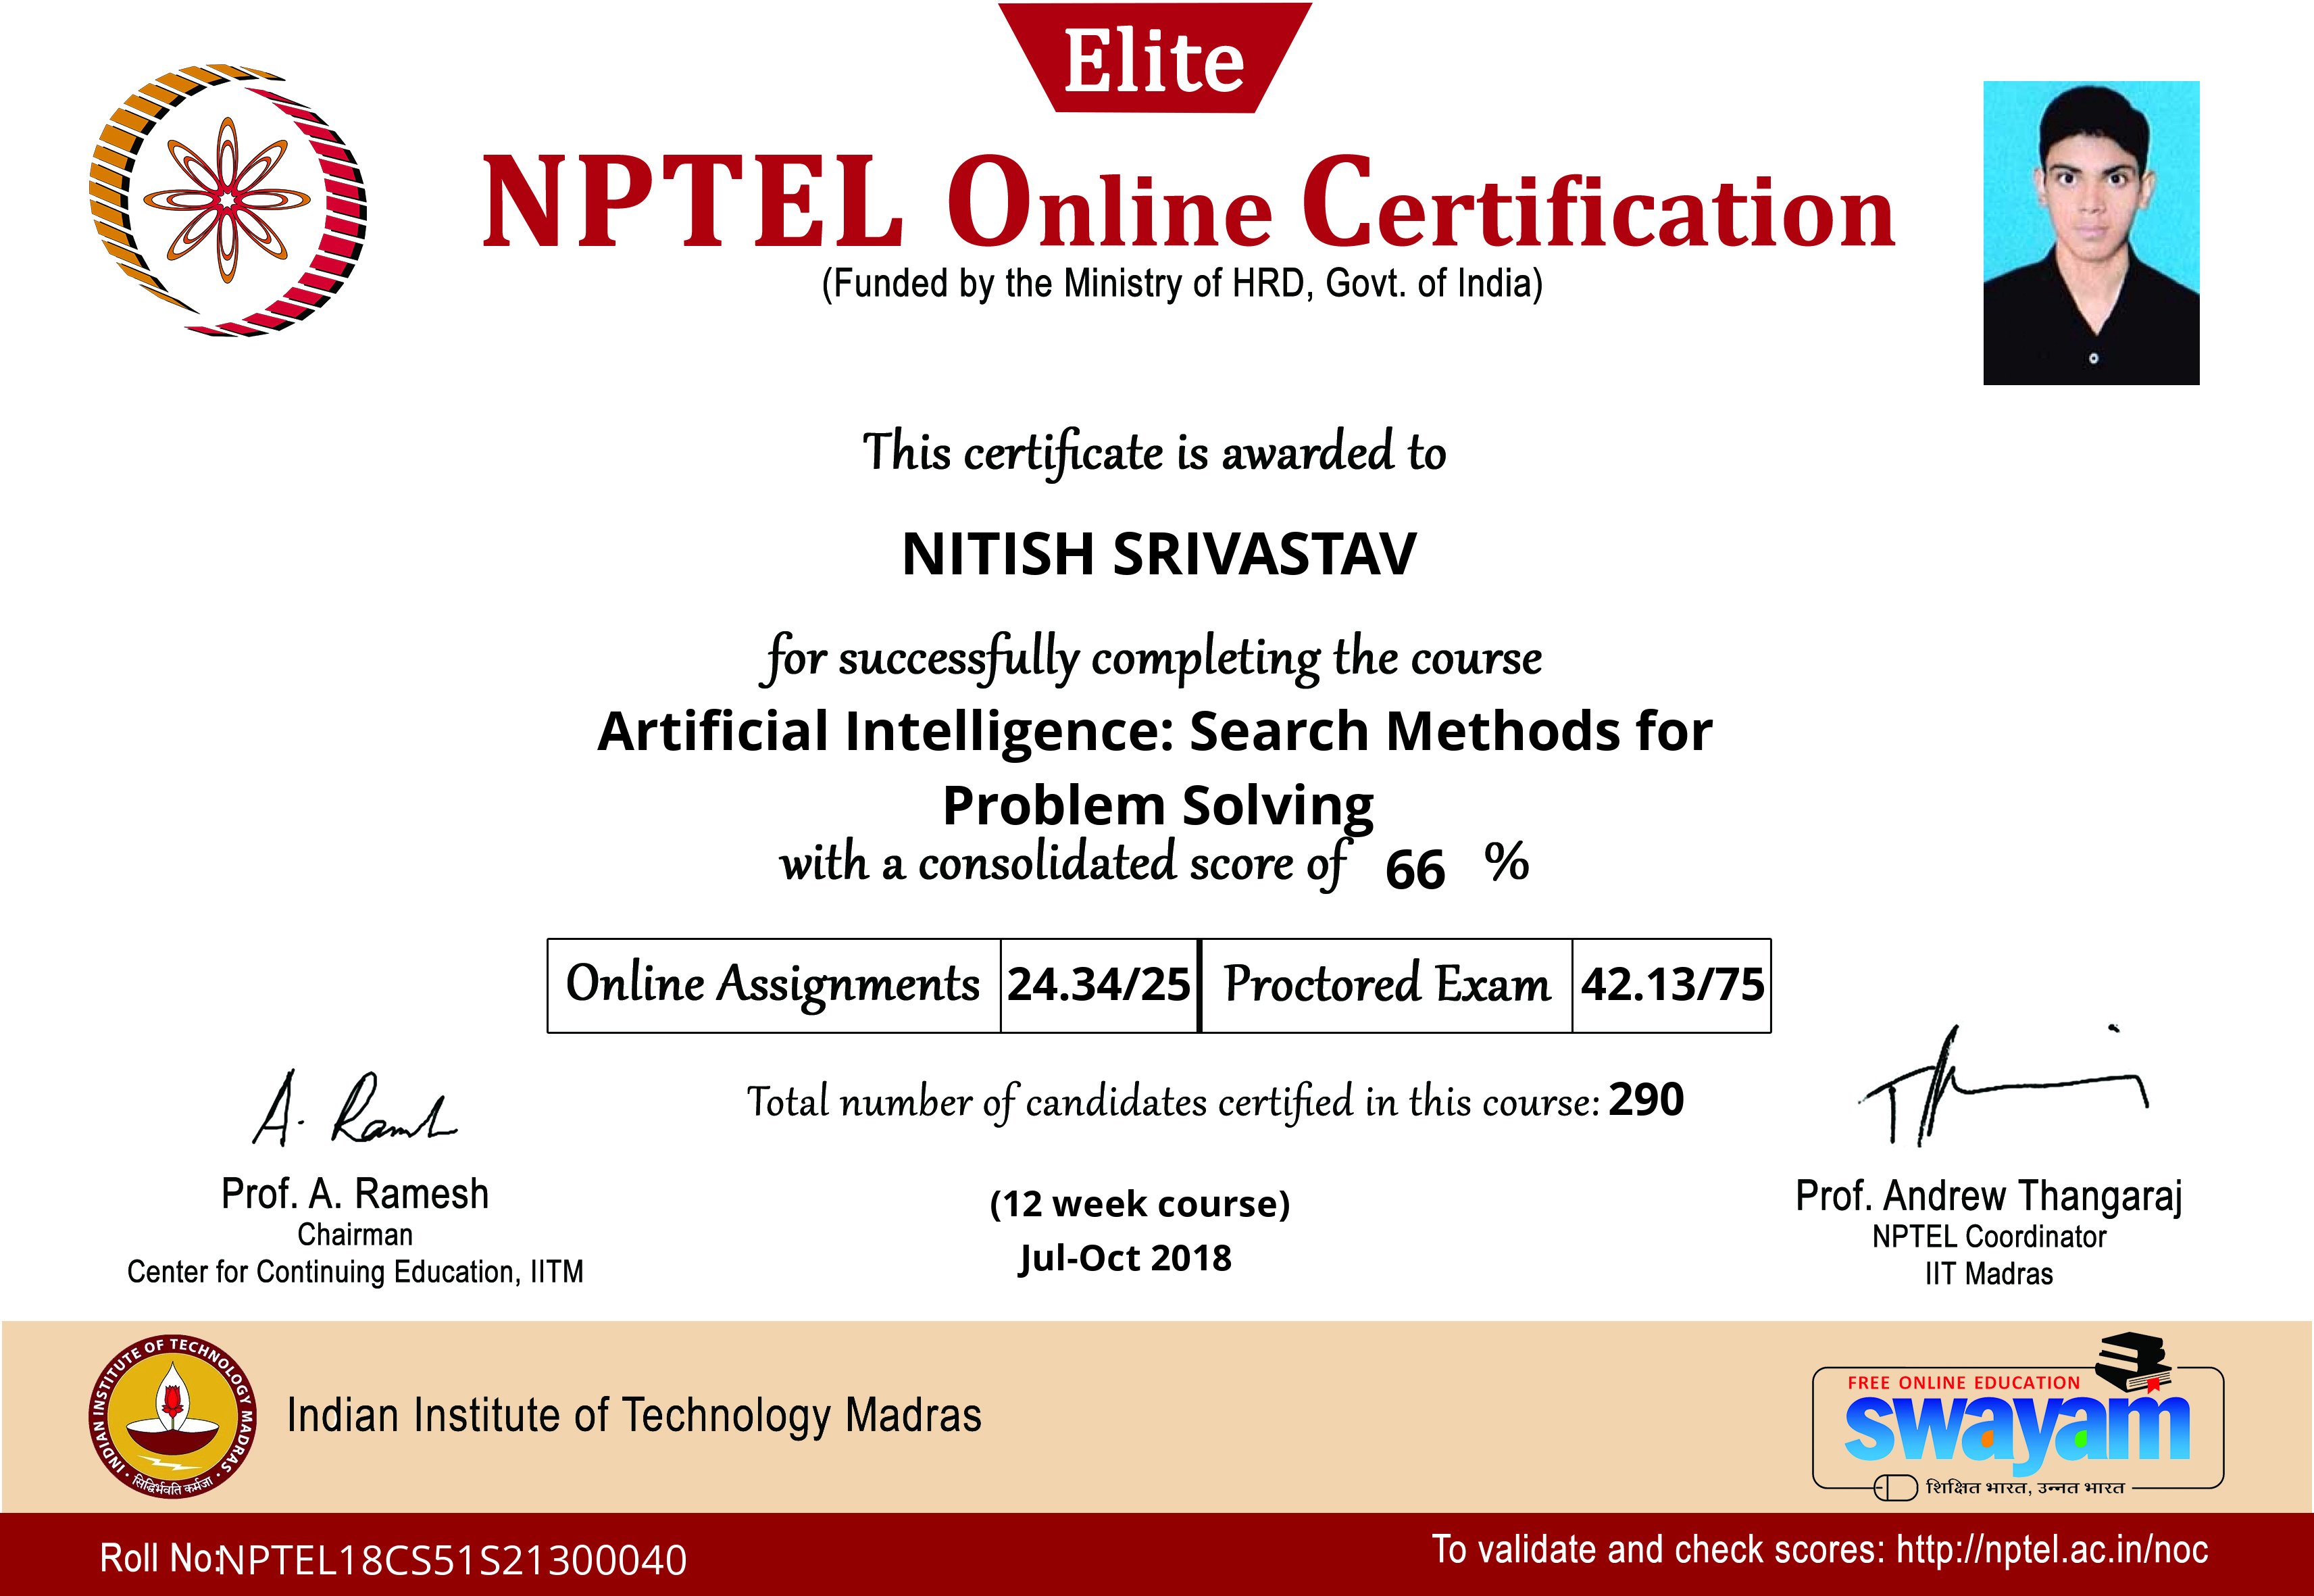 Elite
NPTEL Online Certification
(Funded by the Ministry of HRD, Govt. of India)
This certificate is awarded to
NITISH SRIVASTAV
for successfully completing the course
Artificial Intelligence: Search Methods for
Problem Solving
with a consolidated score of 66 %
Online Assignments 24.34/25 Proctored Exam 42.13/75
Total number of candidates certified in this course: 290
A. Ramesh
Prof. A. Ramesh
Chairman
Center for Continuing Education, IITM
(12 week course)
Jul-Oct 2018
Prof. Andrew Thangaraj
NPTEL Coordinator
IIT Madras
INDIAN INSTITUTE OF TECHNOLOGY MADRAS
सिद्धिर्भवति कर्मजा
Indian Institute of Technology Madras
FREE ONLINE EDUCATION
swayam
शिक्षित भारत, उन्नत भारत
Roll No:NPTEL18CS51S21300040
To validate and check scores: http://nptel.ac.in/noc